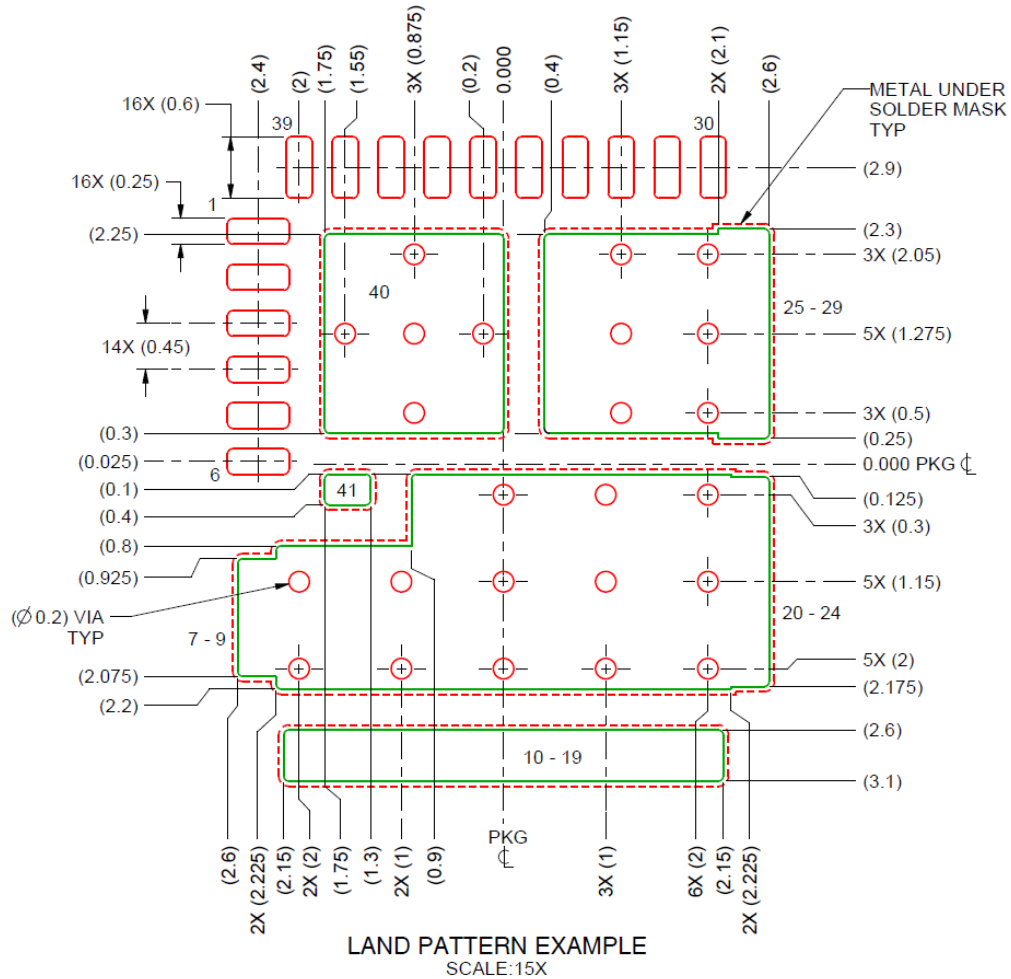 (2.4)
(2)
(1.75)
(1.55)
3X (0.875)
(0.2)
0.000
(0.4)
3X (1.15)
2X (2.1)
(2.6)
METAL UNDER
SOLDER MASK
TYP
16X (0.6)
39
30
(2.9)
16X (0.25)
1
(2.25)
(2.3)
3X (2.05)
40
25 - 29
5X (1.275)
14X (0.45)
3X (0.5)
(0.3)
(0.25)
(0.025)
0.000 PKG ℄
6
(0.1)
41
(0.125)
(0.4)
3X (0.3)
(0.8)
(0.925)
5X (1.15)
(Ø 0.2) VIA
TYP
7 - 9
20 - 24
5X (2)
(2.075)
(2.175)
(2.2)
(2.6)
10 - 19
(3.1)
(2.6)
2X (2.225)
(2.15)
2X (2)
(1.75)
(1.3)
2X (1)
(0.9)
PKG
℄
3X (1)
6X (2)
(2.15)
2X (2.225)
LAND PATTERN EXAMPLE
SCALE:15X